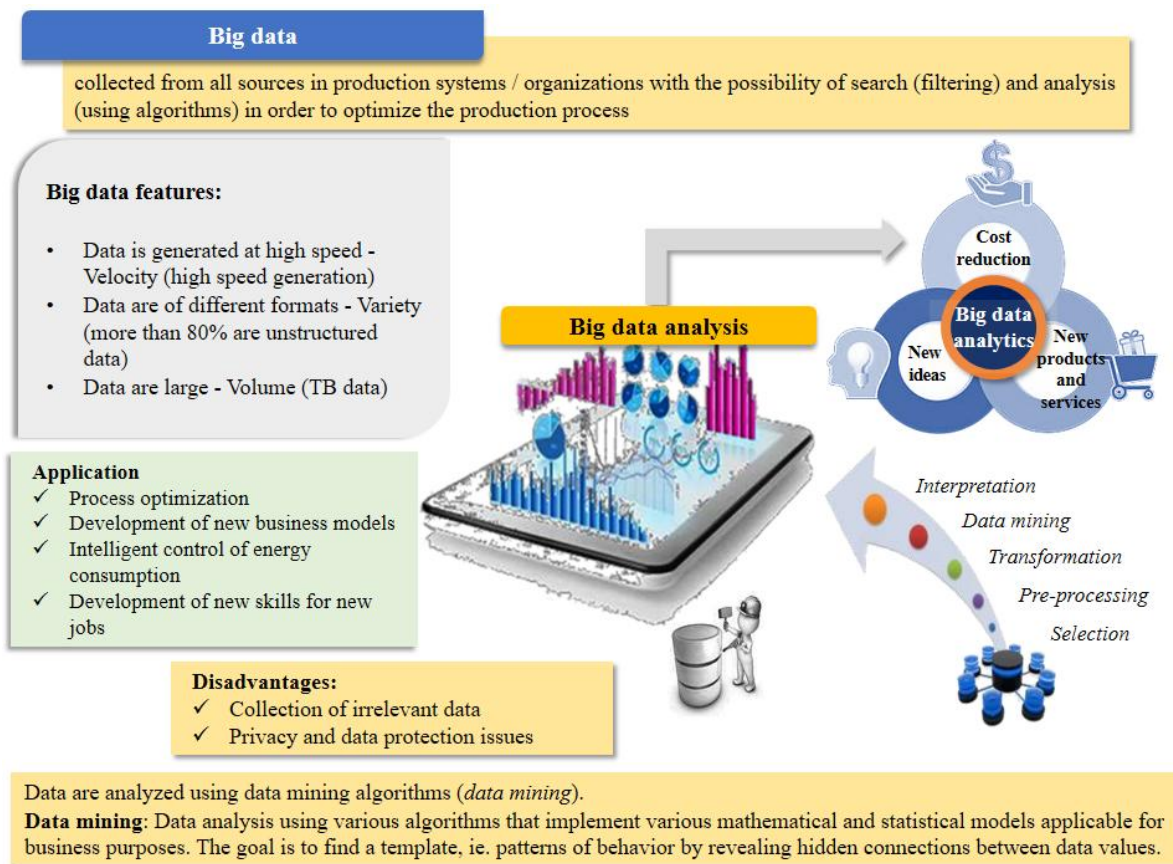 Big data
collected from all sources in production systems / organizations with the possibility of search (filtering) and analysis
(using algorithms) in order to optimize the production process
Big data features:
• Data is generated at high speed -
Velocity (high speed generation)
• Data are of different formats - Variety
(more than 80% are unstructured
data)
• Data are large - Volume (TB data)
Application
✓ Process optimization
✓ Development of new business models
✓ Intelligent control of energy
consumption
✓ Development of new skills for new
jobs
Disadvantages:
✓ Collection of irrelevant data
✓ Privacy and data protection issues
Big data analysis
$
Cost
reduction
Big data
analytics
New
ideas
New
products
and
services
Interpretation
Data mining
Transformation
Pre-processing
Selection
Data are analyzed using data mining algorithms (data mining).
Data mining: Data analysis using various algorithms that implement various mathematical and statistical models applicable for
business purposes. The goal is to find a template, ie. patterns of behavior by revealing hidden connections between data values.